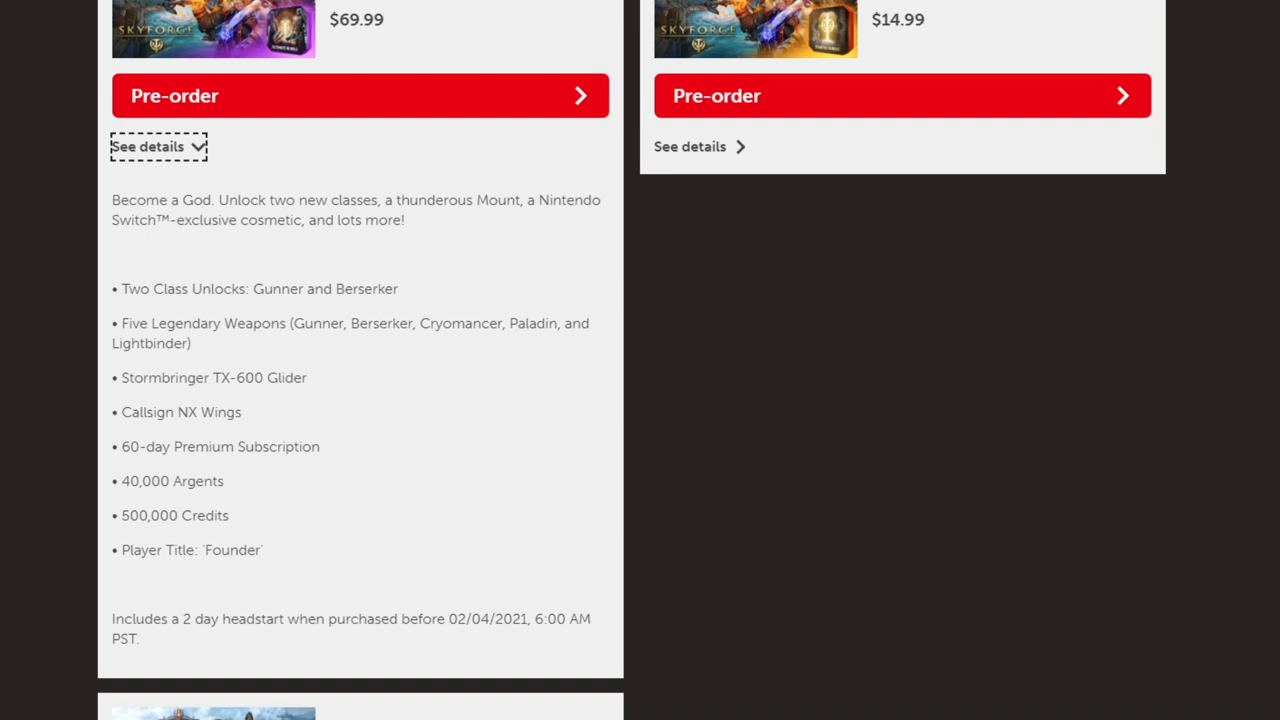 SKYFORGE
$69.99
Pre-order
See details
Become a God. Unlock two new classes, a thunderous Mount, a Nintendo
Switch™-exclusive cosmetic, and lots more!
• Two Class Unlocks: Gunner and Berserker
• Five Legendary Weapons (Gunner, Berserker, Cryomancer, Paladin, and
Lightbinder)
• Stormbringer TX-600 Glider
• Callsign NX Wings
• 60-day Premium Subscription
• 40,000 Argents
• 500,000 Credits
• Player Title: 'Founder'
Includes a 2 day headstart when purchased before 02/04/2021, 6:00 AM
PST.
SKYFORGE
$14.99
Pre-order
See details